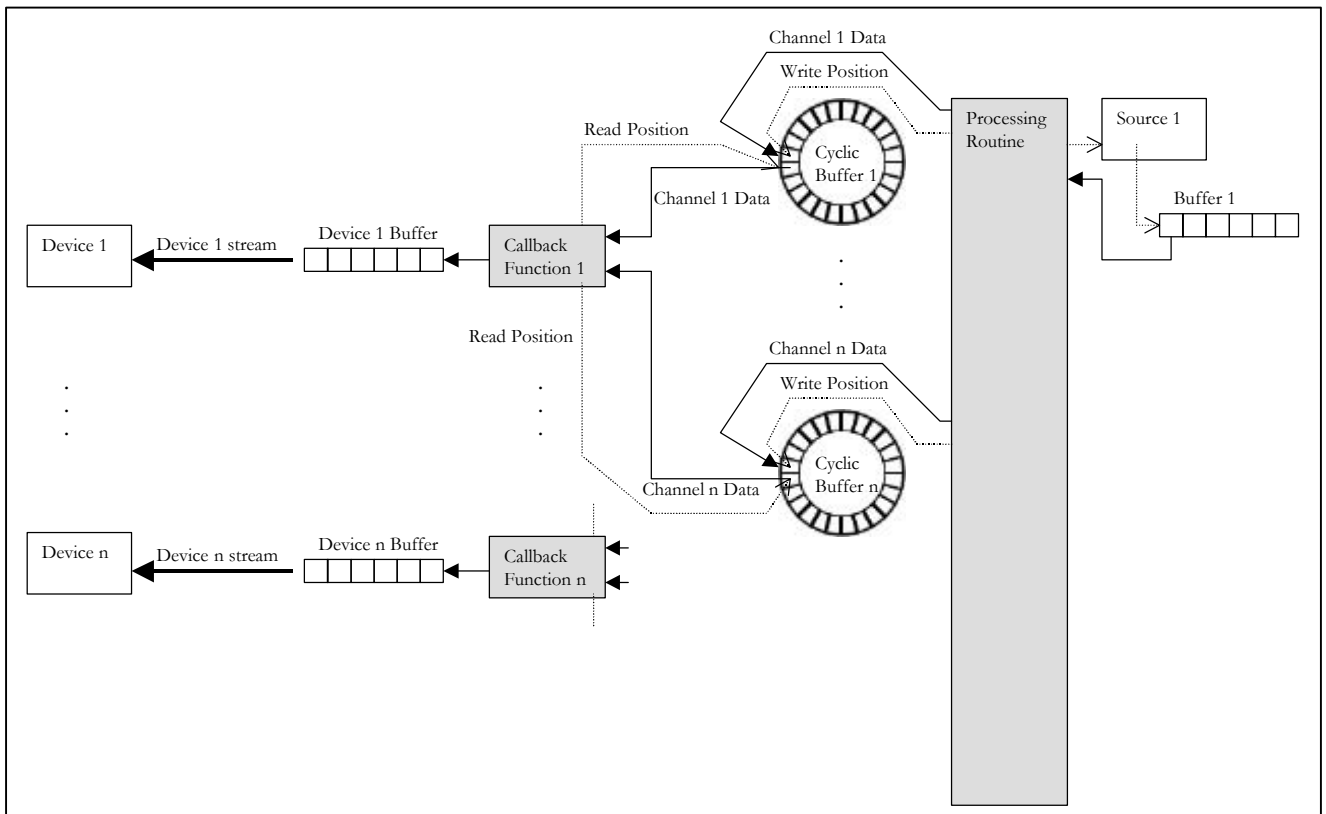 Channel 1 Data
Write Position
Processing
Routine
Source 1
Read Position
Cyclic
Buffer 1
Channel 1 Data
Buffer 1
Device 1
Device 1 stream
Device 1 Buffer
Callback
Function 1
.
.
.
Read Position
Channel n Data
Write Position
.
.
.
.
.
.
Cyclic
Buffer n
Channel n Data
Device n
Device n stream
Device n Buffer
Callback
Function n